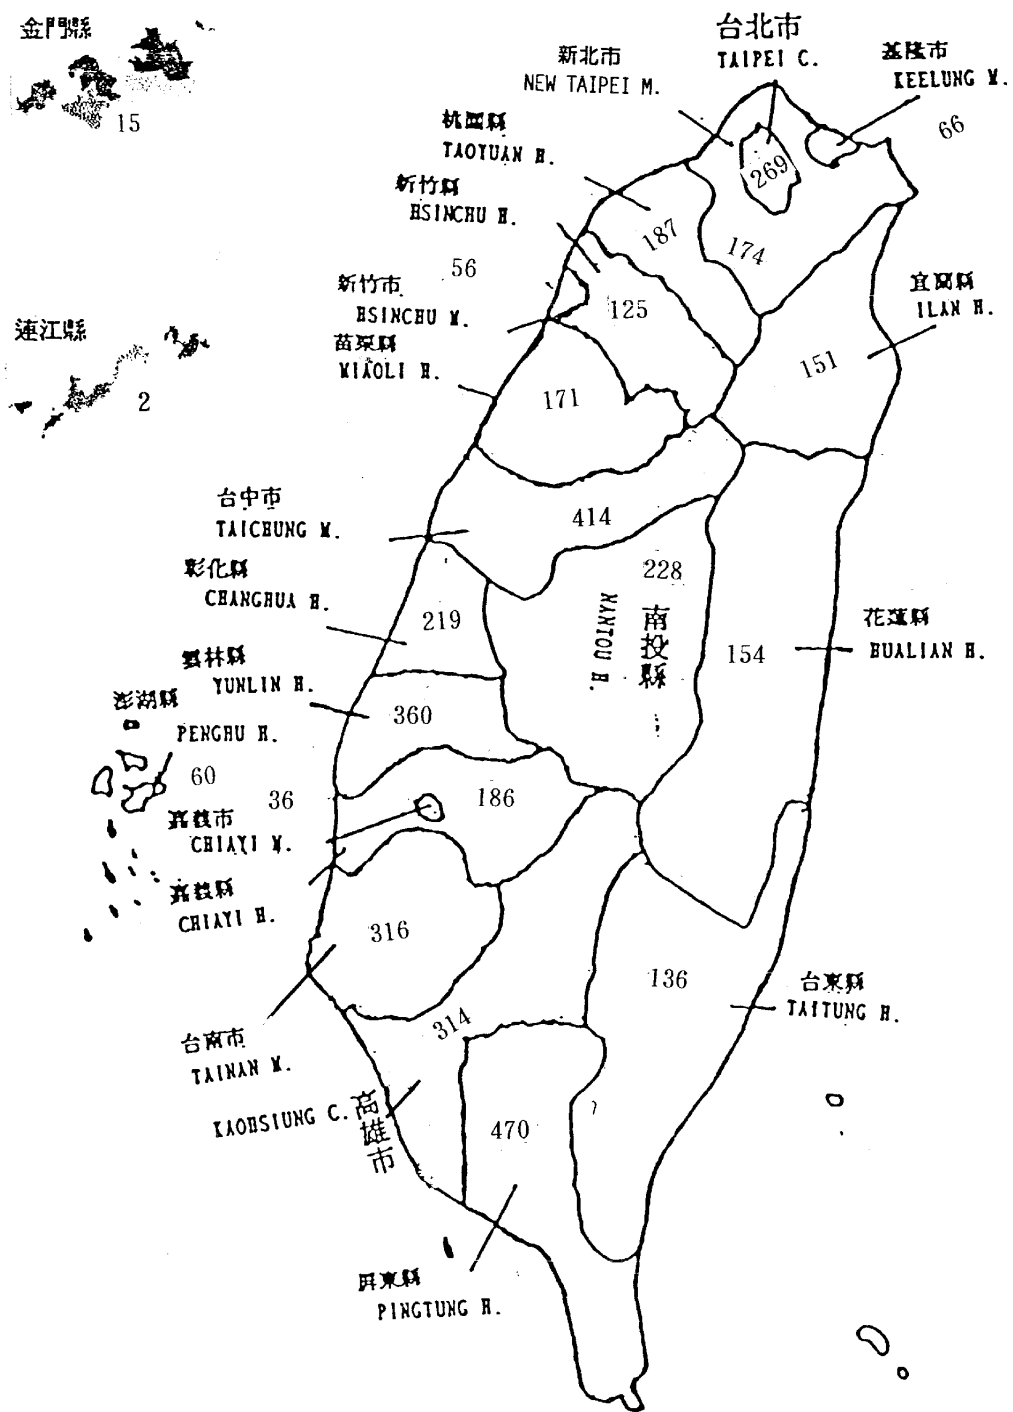 金門縣
15
台北市
TAIPEI C.
新北市
NEW TAIPEI M.
基隆市
KEELUNG M.
66
桃園縣
TAOYUAN H.
269
新竹縣
HSINCHU H.
187
174
56
新竹市
HSINCHU M.
125
宜蘭縣
ILAN H.
連江縣
2
苗栗縣
MIAOLI H.
151
171
台中市
TAICHUNG M.
414
彰化縣
CHANGHUA H.
228
219
南投縣
NANTOU H.
花蓮縣
HUALIAN H.
154
雲林縣
YUNLIN H.
澎湖縣
PENGHU H.
360
60
36
186
嘉義市
CHIAYI M.
嘉義縣
CHIAYI H.
316
136
台東縣
TAITUNG H.
314
台南市
TAINAN M.
KAOHSIUNG C.
高雄市
470
屏東縣
PINGTUNG H.